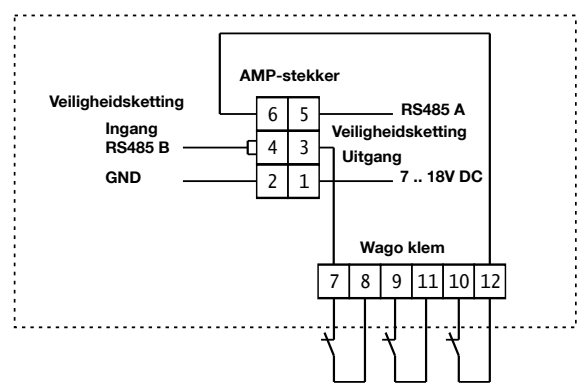 AMP-stekker
Veiligheidsketting
Ingang
6 5
RS485 A
Veiligheidsketting
RS485 B
4 3
Uitgang
GND
2 1
7 .. 18V DC
Wago klem
7 8 9 11 10 12